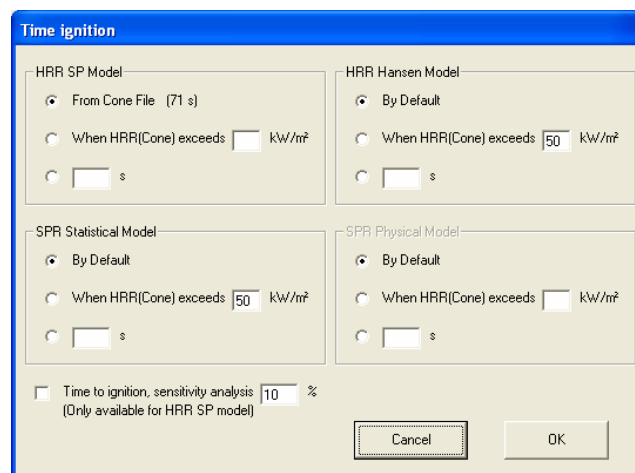 Time ignition
HRR SP Model
From Cone File (71 s)
When HRR(Cone) exceeds kW/m²
s
HRR Hansen Model
By Default
When HRR(Cone) exceeds 50 kW/m²
s
SPR Statistical Model
By Default
When HRR(Cone) exceeds 50 kW/m²
s
SPR Physical Model
By Default
When HRR(Cone) exceeds kW/m²
s
Time to ignition, sensitivity analysis 10 %
(Only available for HRR SP model)
Cancel
OK